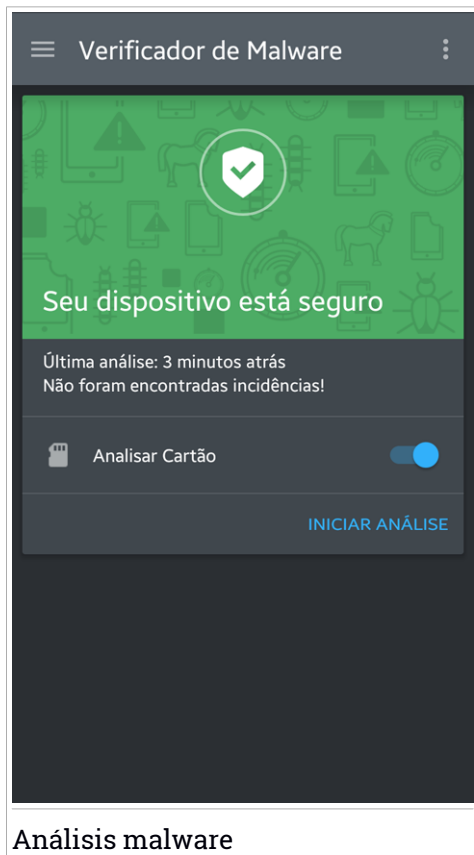 Verificador de Malware
Seu dispositivo está seguro
Última análise: 3 minutos atrás
Não foram encontradas incidências!
Analisar Cartão
INICIAR ANÁLISE
Análisis malware